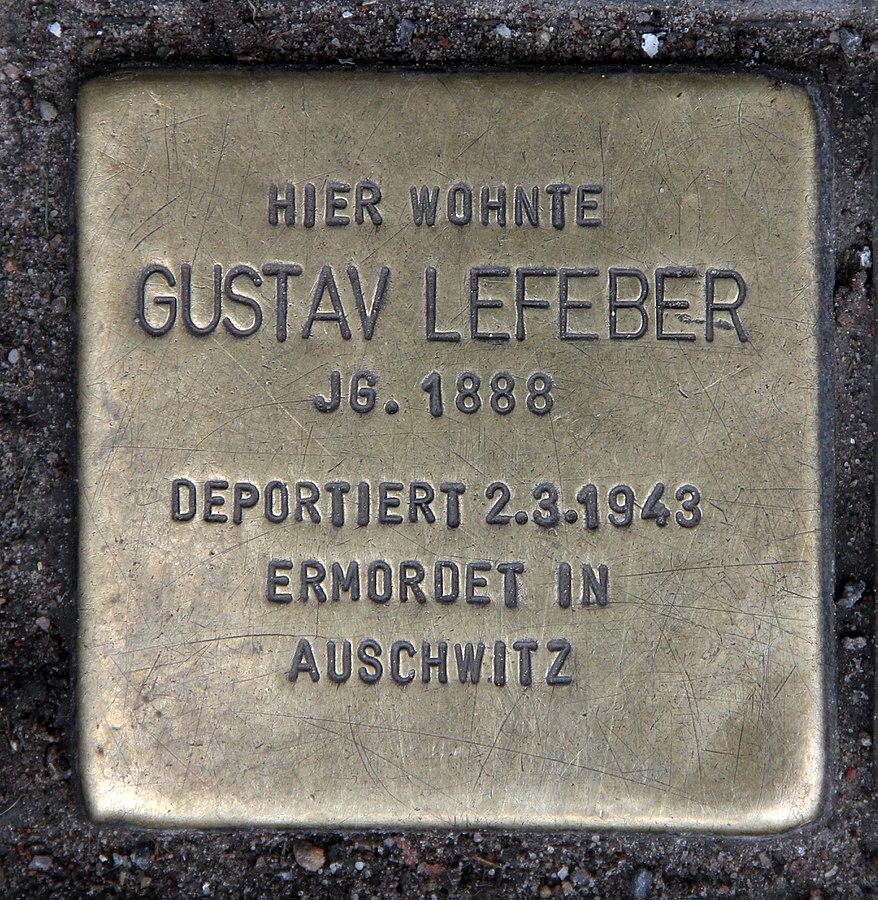 HIER WOHNTE
GUSTAV LEFEBER
JG. 1888
DEPORTIERT 2.3.1943
ERMORDET IN
AUSCHWITZ